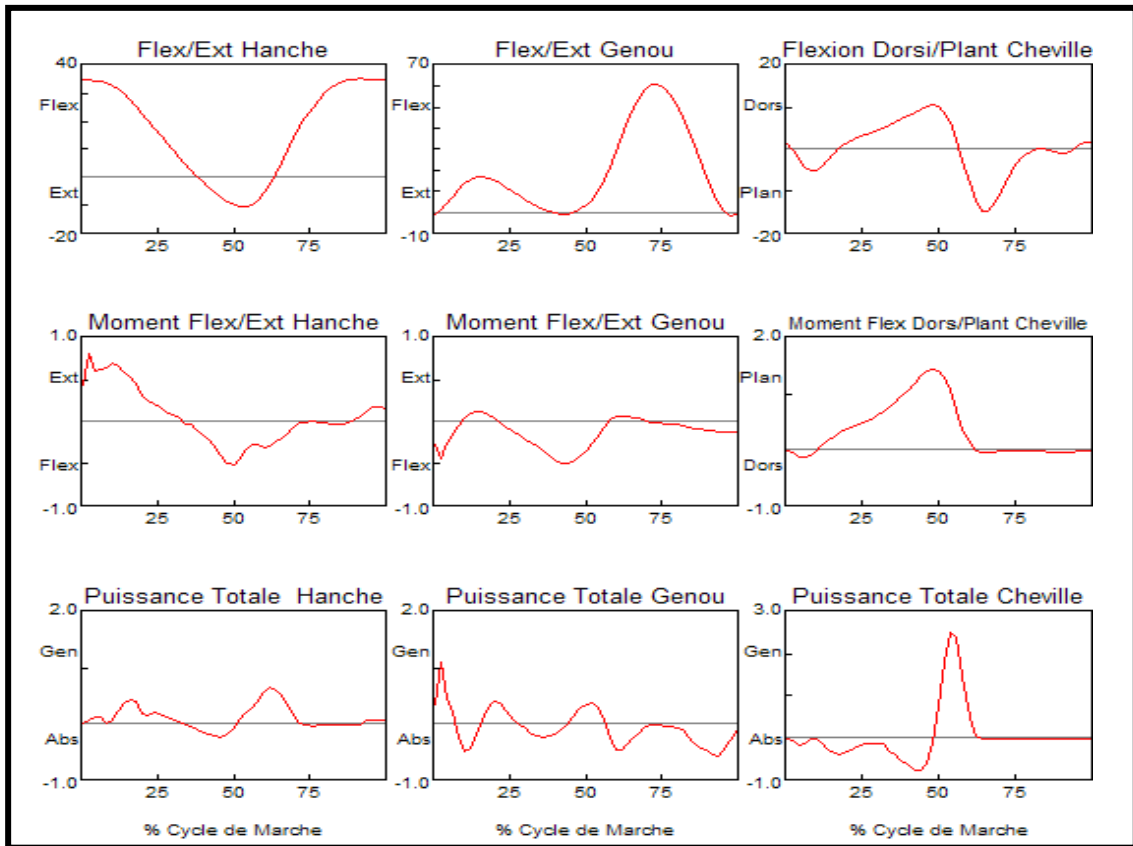 Flex/Ext Hanche
40
Flex
Ext
-20
25 50 75
Flex/Ext Genou
70
Flex
Ext
-10
25 50 75
Flexion Dorsi/Plant Cheville
20
Dors
Plan
-20
25 50 75
Moment Flex/Ext Hanche
1.0
Ext
Flex
-1.0
25 50 75
Moment Flex/Ext Genou
1.0
Ext
Flex
-1.0
25 50 75
Moment Flex Dors/Plant Cheville
2.0
Plan
Dors
-1.0
25 50 75
Puissance Totale Hanche
2.0
Gen
Abs
-1.0
25 50 75
% Cycle de Marche
Puissance Totale Genou
2.0
Gen
Abs
-1.0
25 50 75
% Cycle de Marche
Puissance Totale Cheville
3.0
Gen
Abs
-1.0
25 50 75
% Cycle de Marche